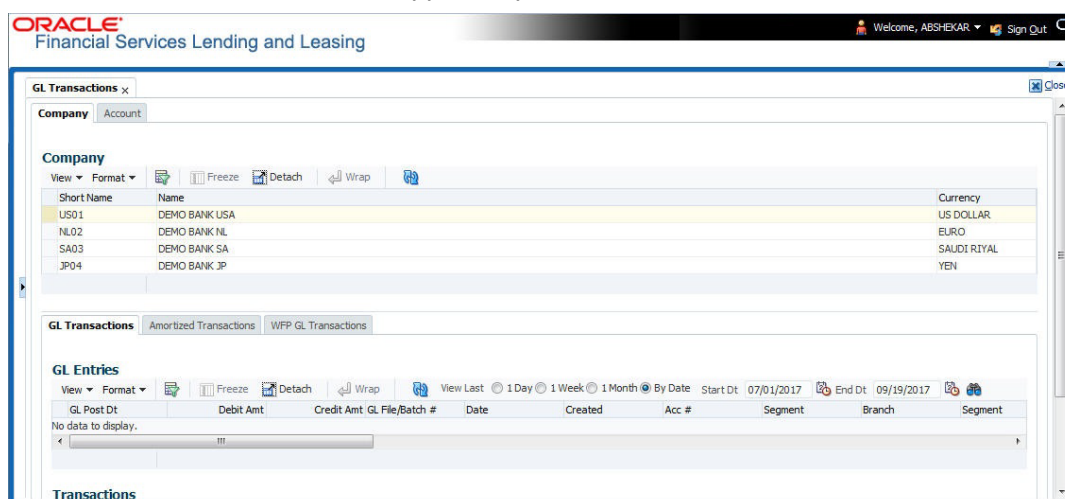 ORACLE
Financial Services Lending and Leasing
Welcome, ABSHEKAR Sign Out
GL Transactions x Close
Company Account
Company
View Format Freeze Detach Wrap
Short Name Name Currency
US01 DEMO BANK USA US DOLLAR
NL02 DEMO BANK NL EURO
SA03 DEMO BANK SA SAUDI RIYAL
JP04 DEMO BANK JP YEN
GL Transactions Amortized Transactions WFP GL Transactions
GL Entries
View Format Freeze Detach Wrap View Last 1 Day 1 Week 1 Month By Date Start Dt 07/01/2017 End Dt 09/19/2017
GL Post Dt Debit Amt Credit Amt GL File/Batch # Date Created Acc # Segment Branch Segment
No data to display.
Transactions